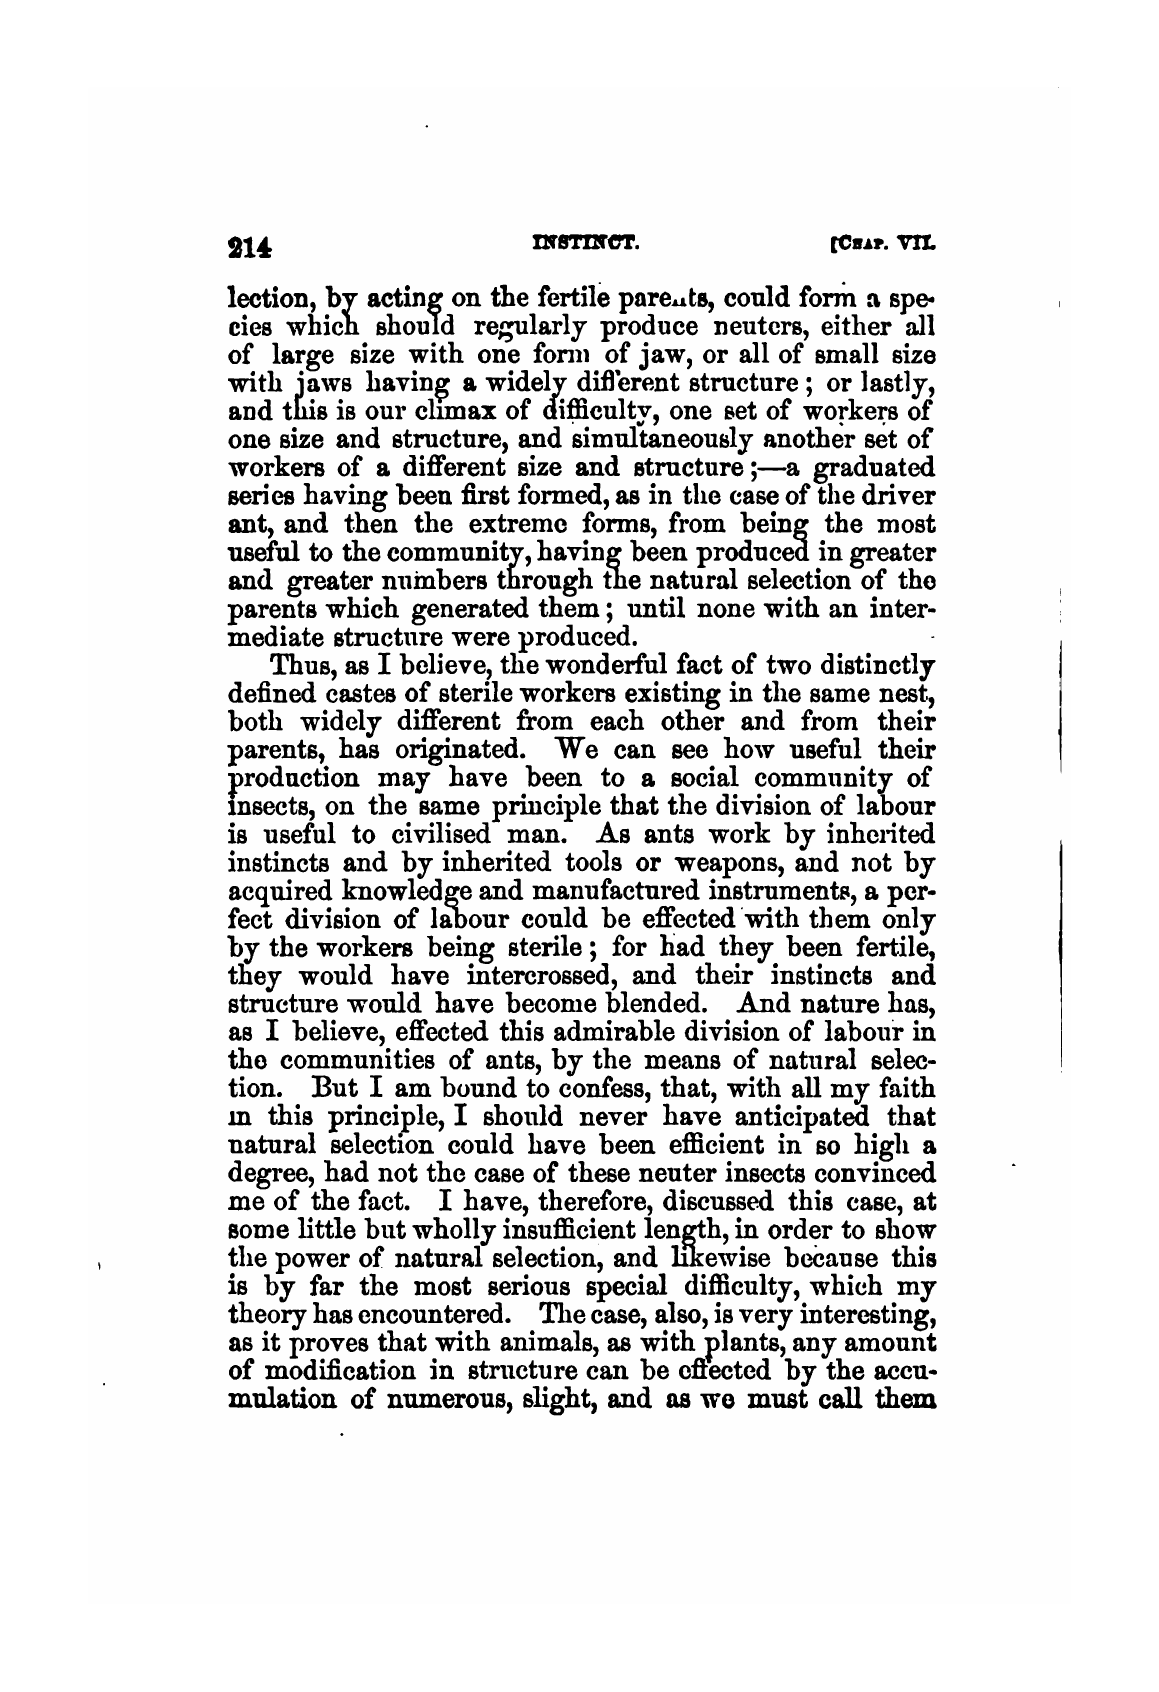 214 INSTINCT. [CHAP. VII.
lection, by acting on the fertile parents, could form a spe-
cies which should regularly produce neuters, either all
of large size with one form of jaw, or all of small size
with jaws having a widely different structure ; or lastly,
and this is our climax of difficulty, one set of workers of
one size and structure, and simultaneously another set of
workers of a different size and structure ;—a graduated
series having been first formed, as in the case of the driver
ant, and then the extreme forms, from being the most
useful to the community, having been produced in greater
and greater numbers through the natural selection of the
parents which generated them ; until none with an inter-
mediate structure were produced.
Thus, as I believe, the wonderful fact of two distinctly
defined castes of sterile workers existing in the same nest,
both widely different from each other and from their
parents, has originated. We can see how useful their
production may have been to a social community of
insects, on the same principle that the division of labour
is useful to civilised man. As ants work by inherited
instincts and by inherited tools or weapons, and not by
acquired knowledge and manufactured instruments, a per-
fect division of labour could be effected with them only
by the workers being sterile ; for had they been fertile,
they would have intercrossed, and their instincts and
structure would have become blended. And nature has,
as I believe, effected this admirable division of labour in
the communities of ants, by the means of natural selec-
tion. But I am bound to confess, that, with all my faith
in this principle, I should never have anticipated that
natural selection could have been efficient in so high a
degree, had not the case of these neuter insects convinced
me of the fact. I have, therefore, discussed this case, at
some little but wholly insufficient length, in order to show
the power of natural selection, and likewise because this
is by far the most serious special difficulty, which my
theory has encountered. The case, also, is very interesting,
as it proves that with animals, as with plants, any amount
of modification in structure can be effected by the accu-
mulation of numerous, slight, and as we must call them